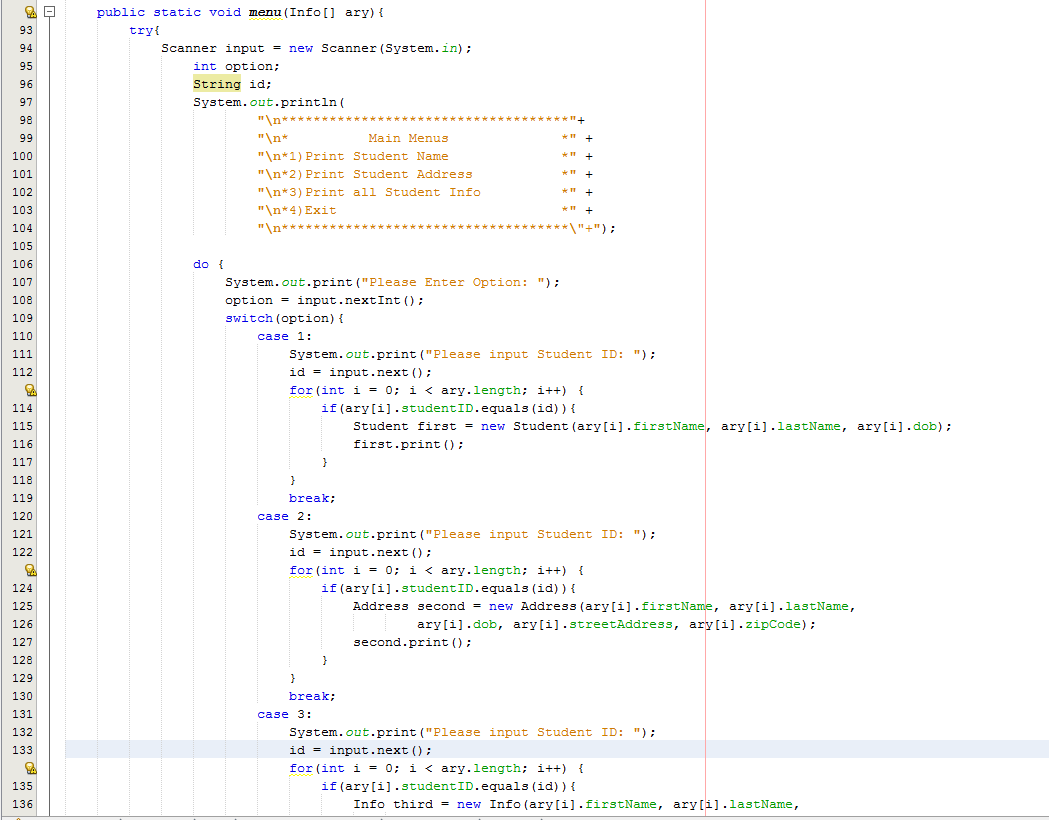 public static void menu(Info[] ary){
93 try{
94 Scanner input = new Scanner(System.in);
95 int option;
96 String id;
97 System.out.println(
98 "\n************************************"+
99 "\n*          Main Menus              *" +
100 "\n*1)Print Student Name              *" +
101 "\n*2)Print Student Address           *" +
102 "\n*3)Print all Student Info          *" +
103 "\n*4)Exit                            *" +
104 "\n************************************\"+");
105
106 do {
107 System.out.print("Please Enter Option: ");
108 option = input.nextInt();
109 switch(option){
110 case 1:
111 System.out.print("Please input Student ID: ");
112 id = input.next();
for(int i = 0; i < ary.length; i++) {
114 if(ary[i].studentID.equals(id)){
115 Student first = new Student(ary[i].firstName, ary[i].lastName, ary[i].dob);
116 first.print();
117 }
118 }
119 break;
120 case 2:
121 System.out.print("Please input Student ID: ");
122 id = input.next();
for(int i = 0; i < ary.length; i++) {
124 if(ary[i].studentID.equals(id)){
125 Address second = new Address(ary[i].firstName, ary[i].lastName,
126 ary[i].dob, ary[i].streetAddress, ary[i].zipCode);
127 second.print();
128 }
129 }
130 break;
131 case 3:
132 System.out.print("Please input Student ID: ");
133 id = input.next();
for(int i = 0; i < ary.length; i++) {
135 if(ary[i].studentID.equals(id)){
136 Info third = new Info(ary[i].firstName, ary[i].lastName,